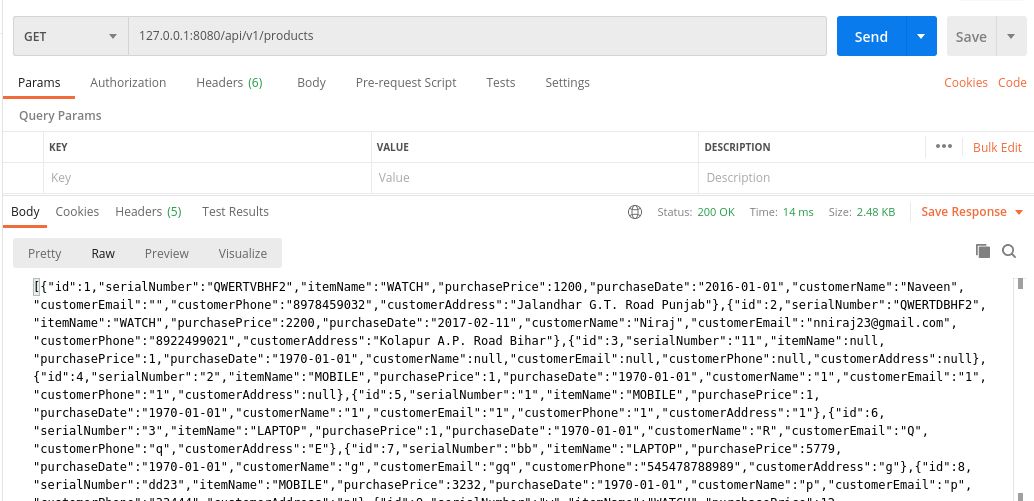 GET 127.0.0.1:8080/api/v1/products Send Save
Params Authorization Headers (6) Body Pre-request Script Tests Settings Cookies Code
Query Params
KEY VALUE DESCRIPTION ••• Bulk Edit
Key Value Description
Body Cookies Headers (5) Test Results Status: 200 OK Time: 14 ms Size: 2.48 KB Save Response
Pretty Raw Preview Visualize
[{"id":1,"serialNumber":"QWERTVBHF2","itemName":"WATCH","purchasePrice":1200,"purchaseDate":"2016-01-01","customerName":"Naveen",
"customerEmail":"","customerPhone":"8978459032","customerAddress":"Jalandhar G.T. Road Punjab"},{"id":2,"serialNumber":"QWERTDBHF2",
"itemName":"WATCH","purchasePrice":2200,"purchaseDate":"2017-02-11","customerName":"Niraj","customerEmail":"nniraj23@gmail.com",
"customerPhone":"8922499021","customerAddress":"Kolapur A.P. Road Bihar"},{"id":3,"serialNumber":"11","itemName":null,
"purchasePrice":1,"purchaseDate":"1970-01-01","customerName":null,"customerEmail":null,"customerPhone":null,"customerAddress":null},
{"id":4,"serialNumber":"2","itemName":"MOBILE","purchasePrice":1,"purchaseDate":"1970-01-01","customerName":"1","customerEmail":"1",
"customerPhone":"1","customerAddress":null},{"id":5,"serialNumber":"1","itemName":"MOBILE","purchasePrice":1,
"purchaseDate":"1970-01-01","customerName":"1","customerEmail":"1","customerPhone":"1","customerAddress":"1"},{"id":6,
"serialNumber":"3","itemName":"LAPTOP","purchasePrice":1,"purchaseDate":"1970-01-01","customerName":"R","customerEmail":"Q",
"customerPhone":"q","customerAddress":"E"},{"id":7,"serialNumber":"bb","itemName":"LAPTOP","purchasePrice":5779,
"purchaseDate":"1970-01-01","customerName":"g","customerEmail":"gq","customerPhone":"545478788989","customerAddress":"g"},{"id":8,
"serialNumber":"dd23","itemName":"MOBILE","purchasePrice":3232,"purchaseDate":"1970-01-01","customerName":"p","customerEmail":"p",